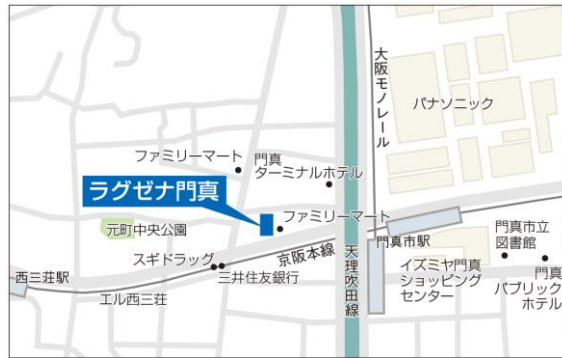 大阪モノレール
パナソニック
ファミリーマート
門真
ターミナルホテル
ラグゼナ門真
ファミリーマート
元町中央公園
京阪本線
門真市駅
門真市立
図書館
スギドラッグ
三井住友銀行
天理吹田線
イズミヤ門真
ショッピング
センター
門真
パブリック
ホテル
西三荘駅
エル西三荘